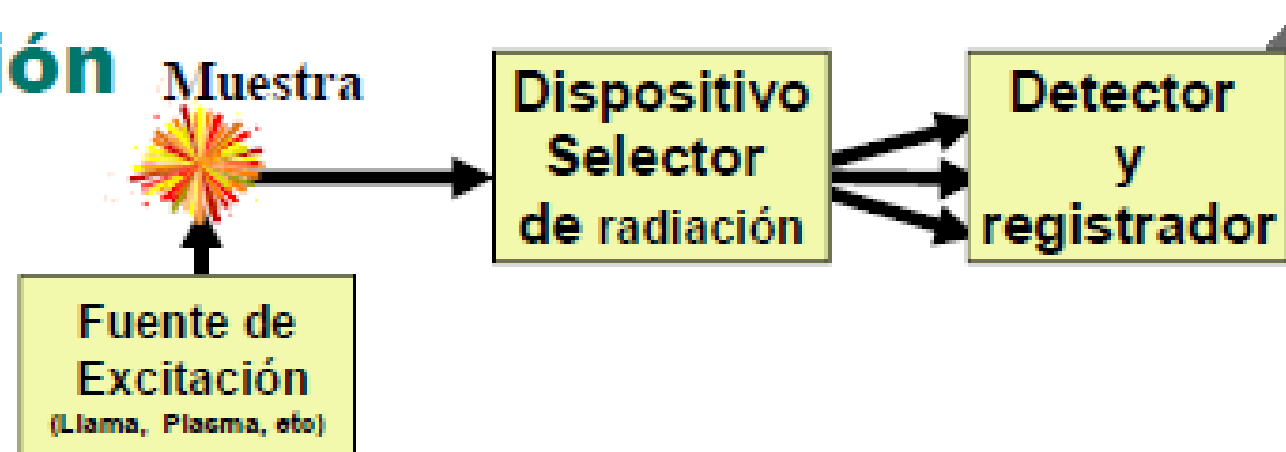 ión
Muestra
Dispositivo
Selector
de radiación
Detector
y
registrador
Fuente de
Excitación
(Llama, Plasma, etc)